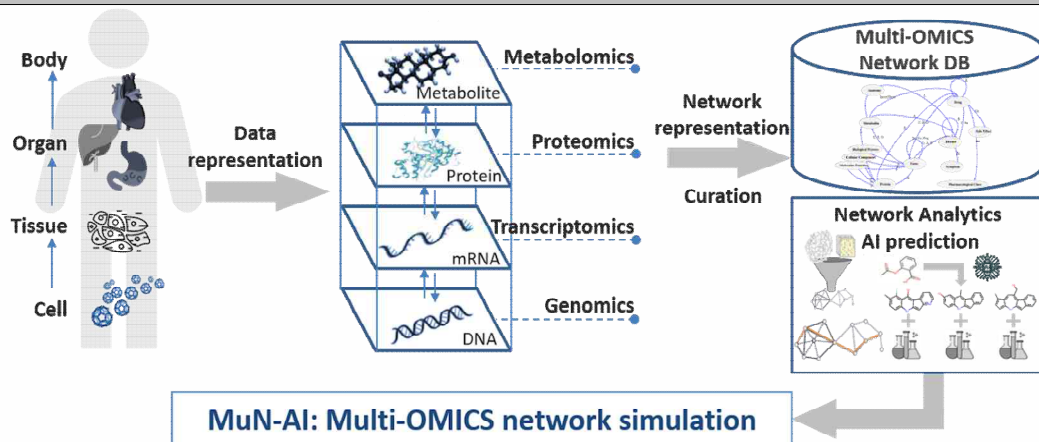 Body
Organ
Tissue
Cell
Data
representation
Metabolite
Protein
mRNA
DNA
Metabolomics
Proteomics
Transcriptomics
Genomics
Network
representation
Curation
Multi-OMICS
Network DB
Network Analytics
AI prediction
MuN-AI: Multi-OMICS network simulation